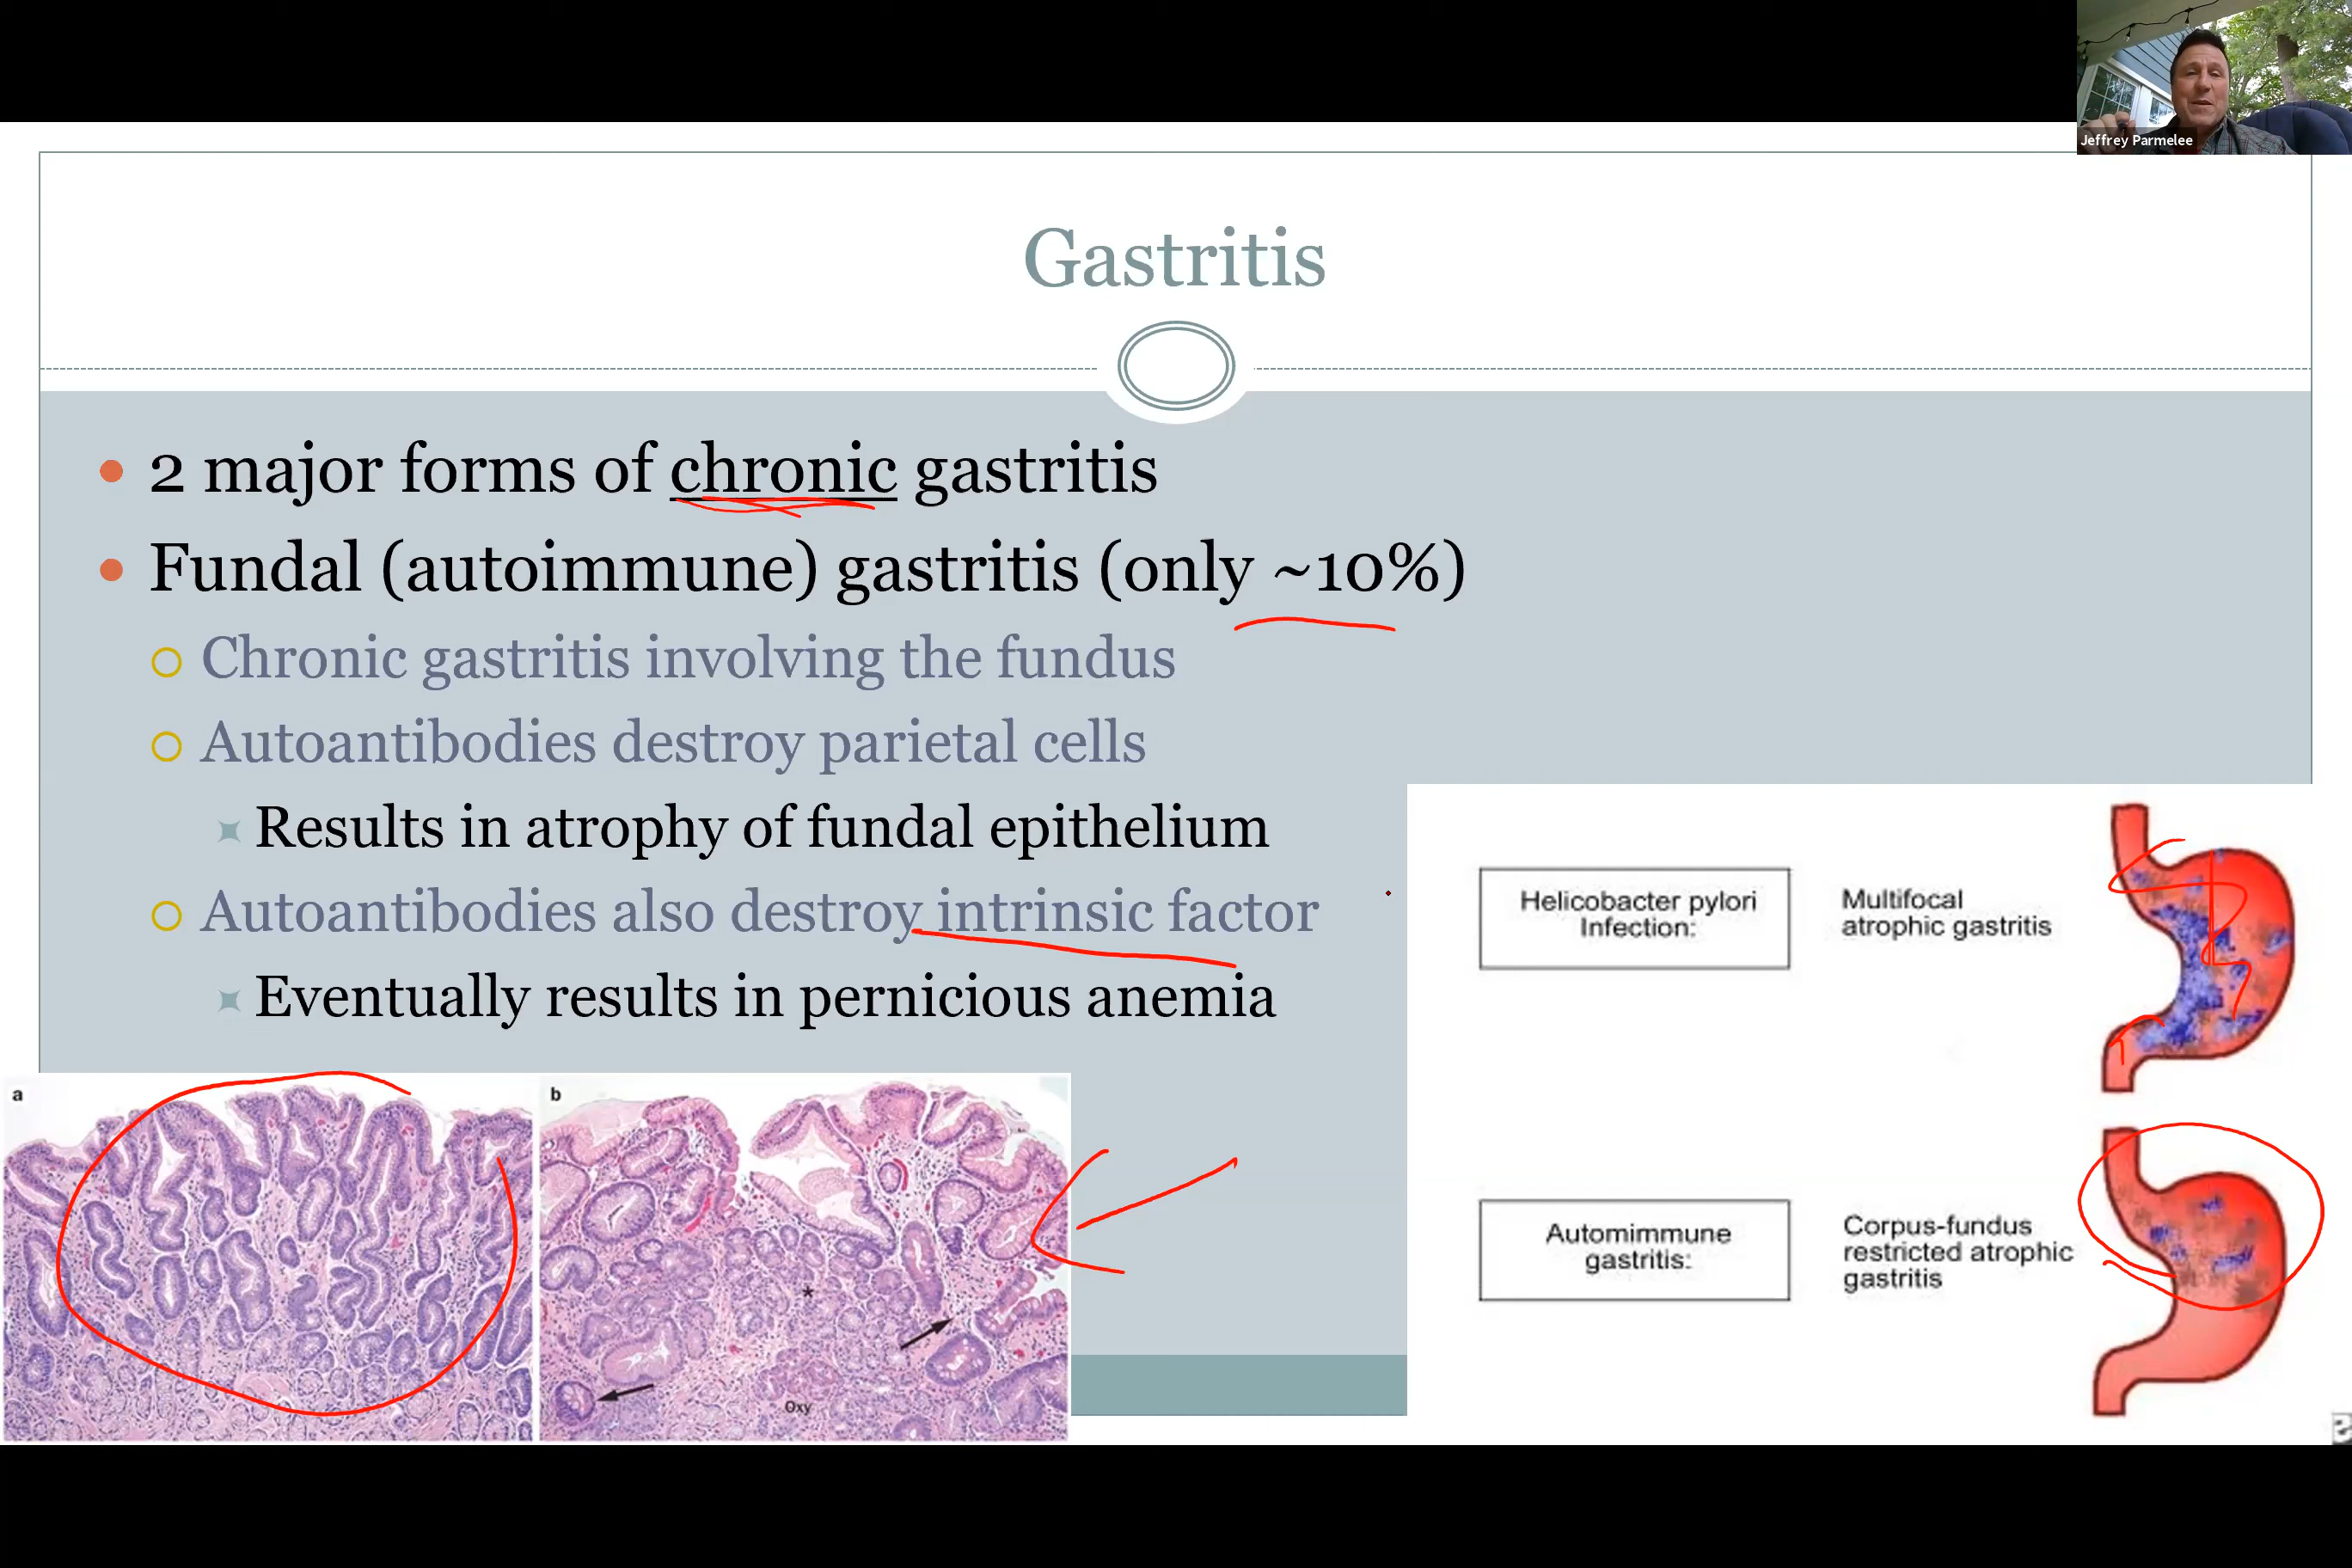 Jeffrey Parmelee
Gastritis
2 major forms of chronic gastritis
Fundal (autoimmune) gastritis (only ~10%)
Chronic gastritis involving the fundus
Autoantibodies destroy parietal cells
Results in atrophy of fundal epithelium
Autoantibodies also destroy intrinsic factor
Eventually results in pernicious anemia
Helicobacter pylori
Infection:
Multifocal
atrophic gastritis
Automimmune
gastritis:
Corpus-fundus
restricted atrophic
gastritis
a
b
*
Oxy